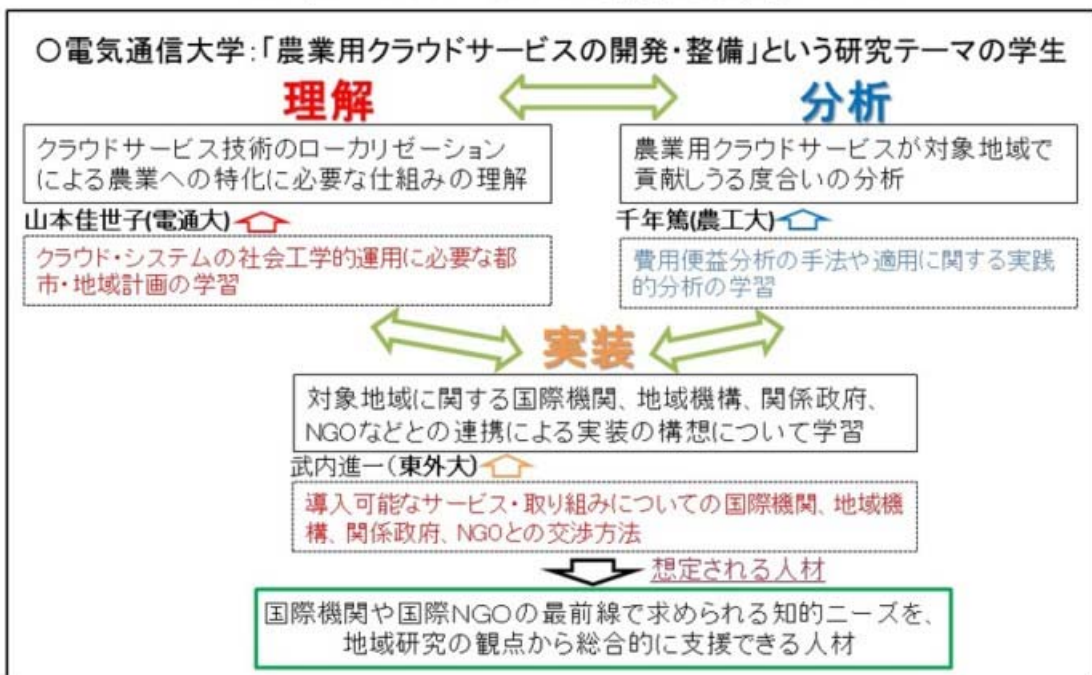 ○電気通信大学：「農業用クラウドサービスの開発・整備」という研究テーマの学生
理解
分析
クラウドサービス技術のローカリゼーション
による農業への特化に必要な仕組みの理解
農業用クラウドサービスが対象地域で
貢献しうる度合いの分析
山本佳世子(電通大)
千年篤(農工大)
クラウド・システムの社会工学的運用に必要な都
市・地域計画の学習
費用便益分析の手法や適用に関する実践
的分析の学習
実装
対象地域に関する国際機関、地域機構、関係政府、
NGOなどとの連携による実装の構想について学習
武内進一(東外大)
導入可能なサービス・取り組みについての国際機関、地域機
構、関係政府、NGOとの交渉方法
想定される人材
国際機関や国際NGOの最前線で求められる知的ニーズを、
地域研究の観点から総合的に支援できる人材